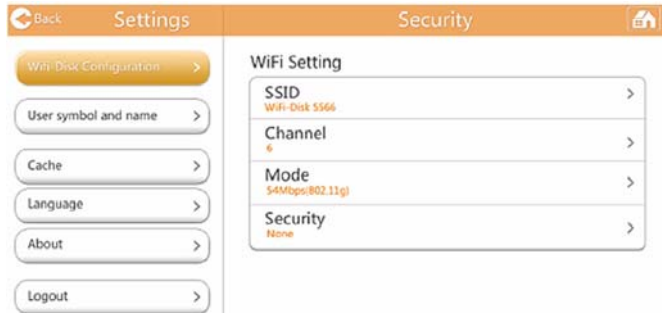 Back Settings Security
Wifi-Disk Configuration
User symbol and name
Cache
Language
About
Logout
WiFi Setting
SSID
WiFi-Disk 5566
Channel
6
Mode
54Mbps(802.11g)
Security
None